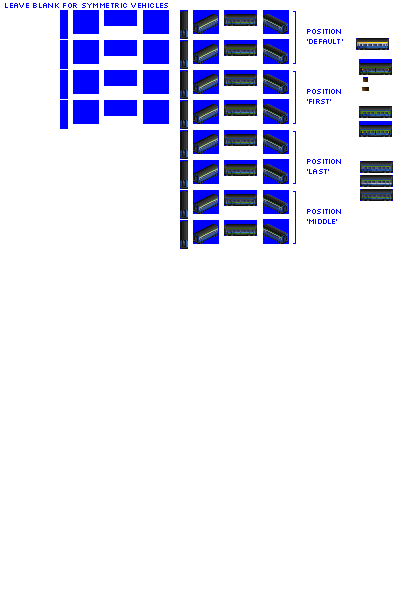 LEAVE BLANK FOR SYMMETRIC VEHICLES
POSITION
'DEFAULT'
POSITION
'FIRST'
POSITION
'LAST'
POSITION
'MIDDLE'